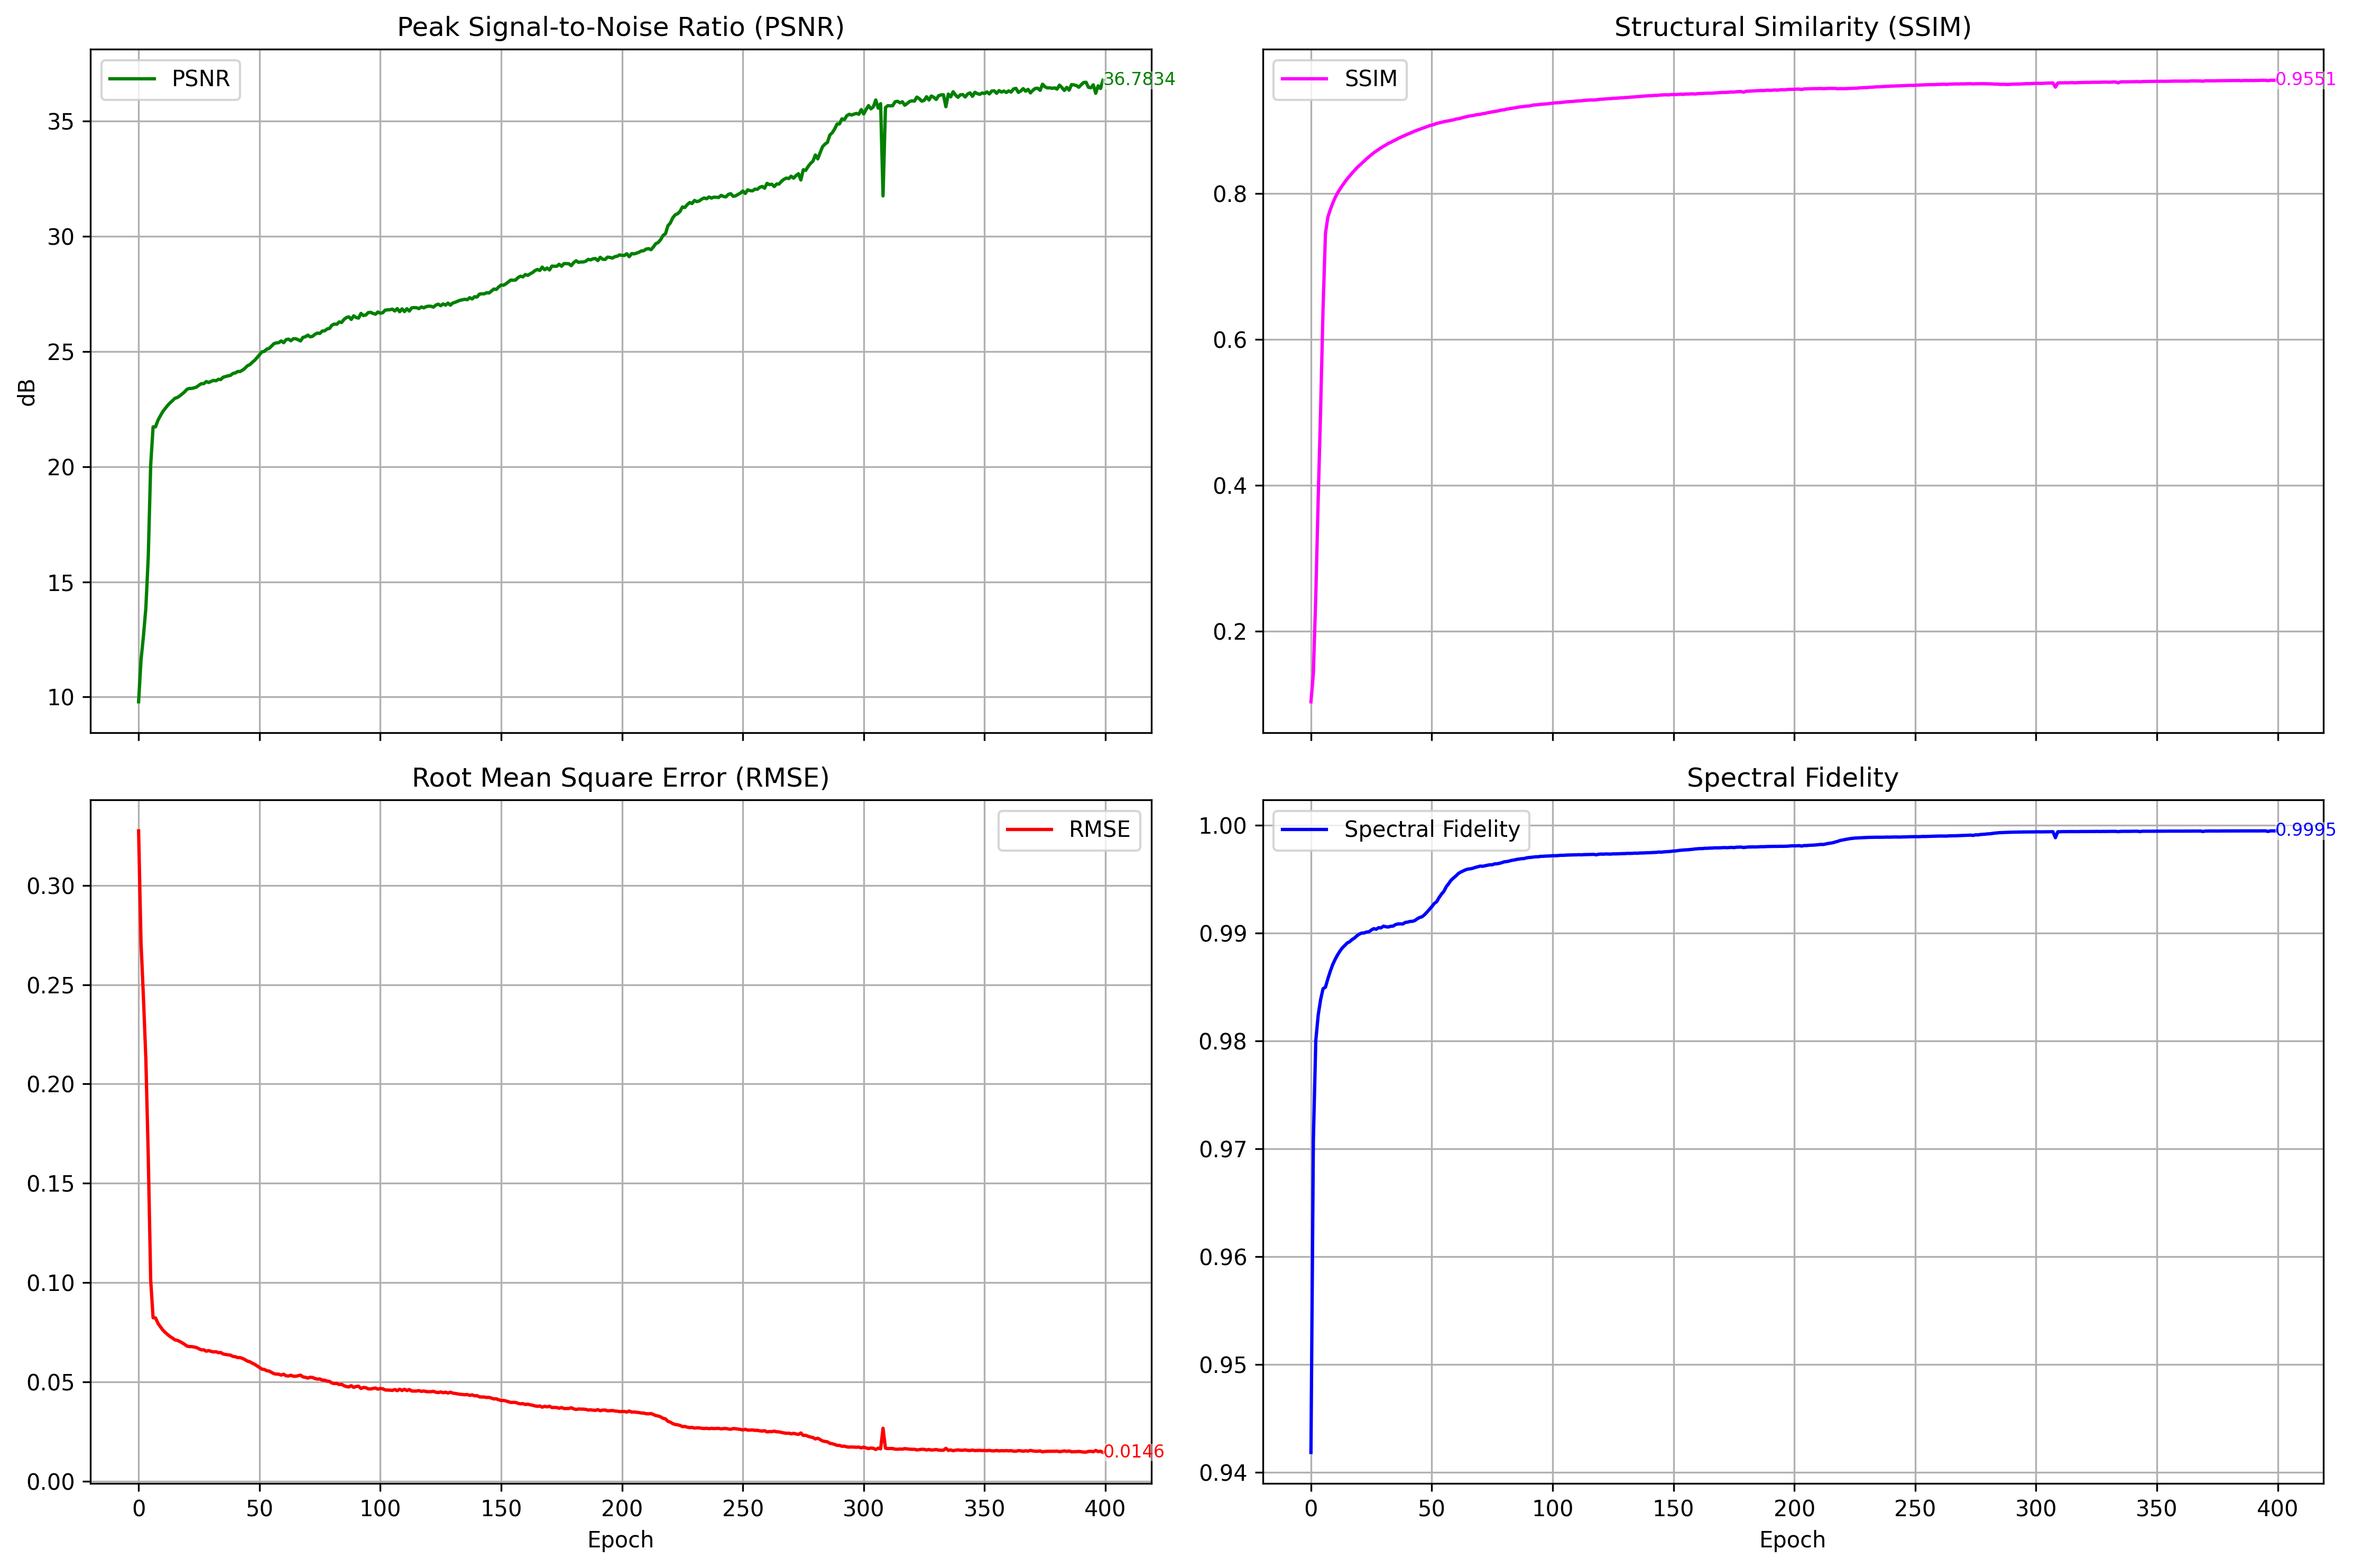 Peak Signal-to-Noise Ratio (PSNR)
PSNR
36.7834
35
30
25
20
15
10
dB
Structural Similarity (SSIM)
SSIM
0.9551
0.8
0.6
0.4
0.2
Root Mean Square Error (RMSE)
RMSE
0.0146
0.30
0.25
0.20
0.15
0.10
0.05
0.00
0 50 100 150 200 250 300 350 400
Epoch
Spectral Fidelity
Spectral Fidelity
0.9995
1.00
0.99
0.98
0.97
0.96
0.95
0.94
0 50 100 150 200 250 300 350 400
Epoch